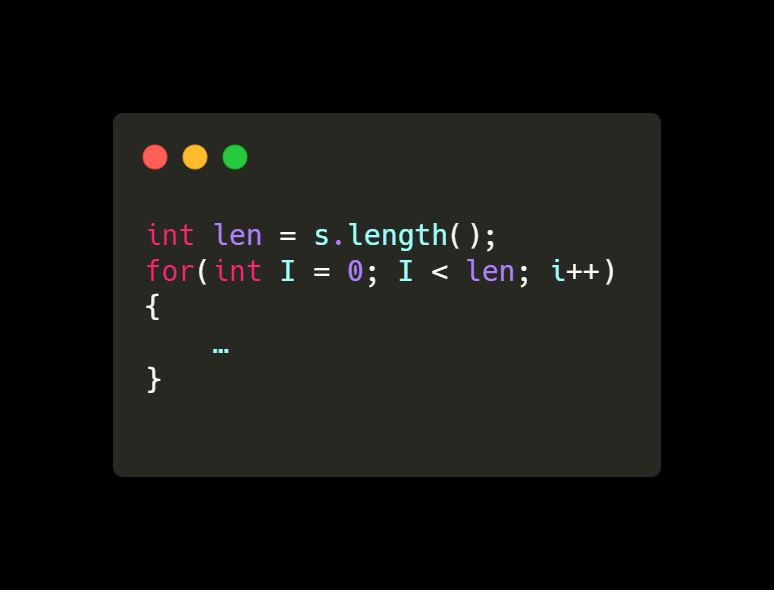 int len = s.length();
for(int I = 0; I < len; i++)
{
    …
}